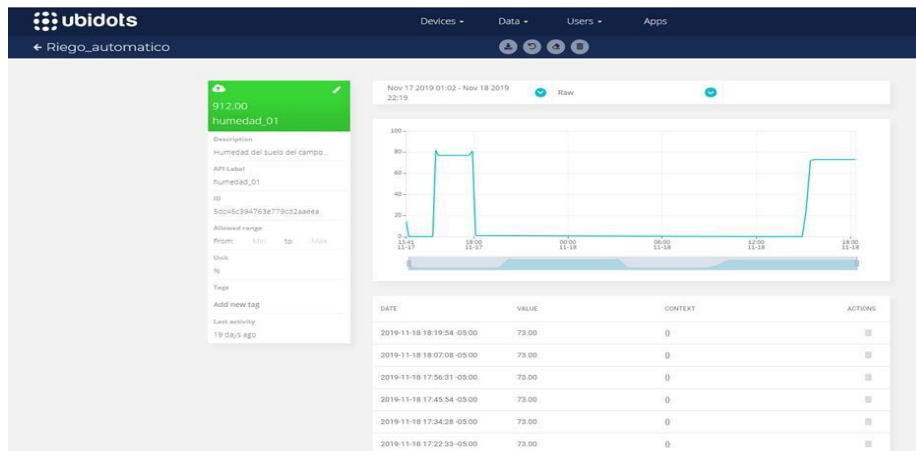 ubidots
Devices Data Users Apps
Riego_automatico
912.00
humedad_01
Description
Humedad del suelo del campo...
API Label
humedad_01
ID
Allowed range
From: Min to: Max
Unit
%
Tags
Add new tag
Last activity
19 days ago
Nov 17 2019 01:02 - Nov 18 2019
22:19
Raw
100
80
60
40
20
0
13:41 18:00 00:00 06:00 12:00 18:00
11-17 11-17 11-18 11-18 11-18 11-18
DATE VALUE CONTEXT ACTIONS
2019-11-18 18:19:54 -05:00 73.00 {}
2019-11-18 18:07:08 -05:00 73.00 {}
2019-11-18 17:56:31 -05:00 73.00 {}
2019-11-18 17:45:54 -05:00 73.00 {}
2019-11-18 17:34:28 -05:00 73.00 {}
2019-11-18 17:22:33 -05:00 73.00 {}